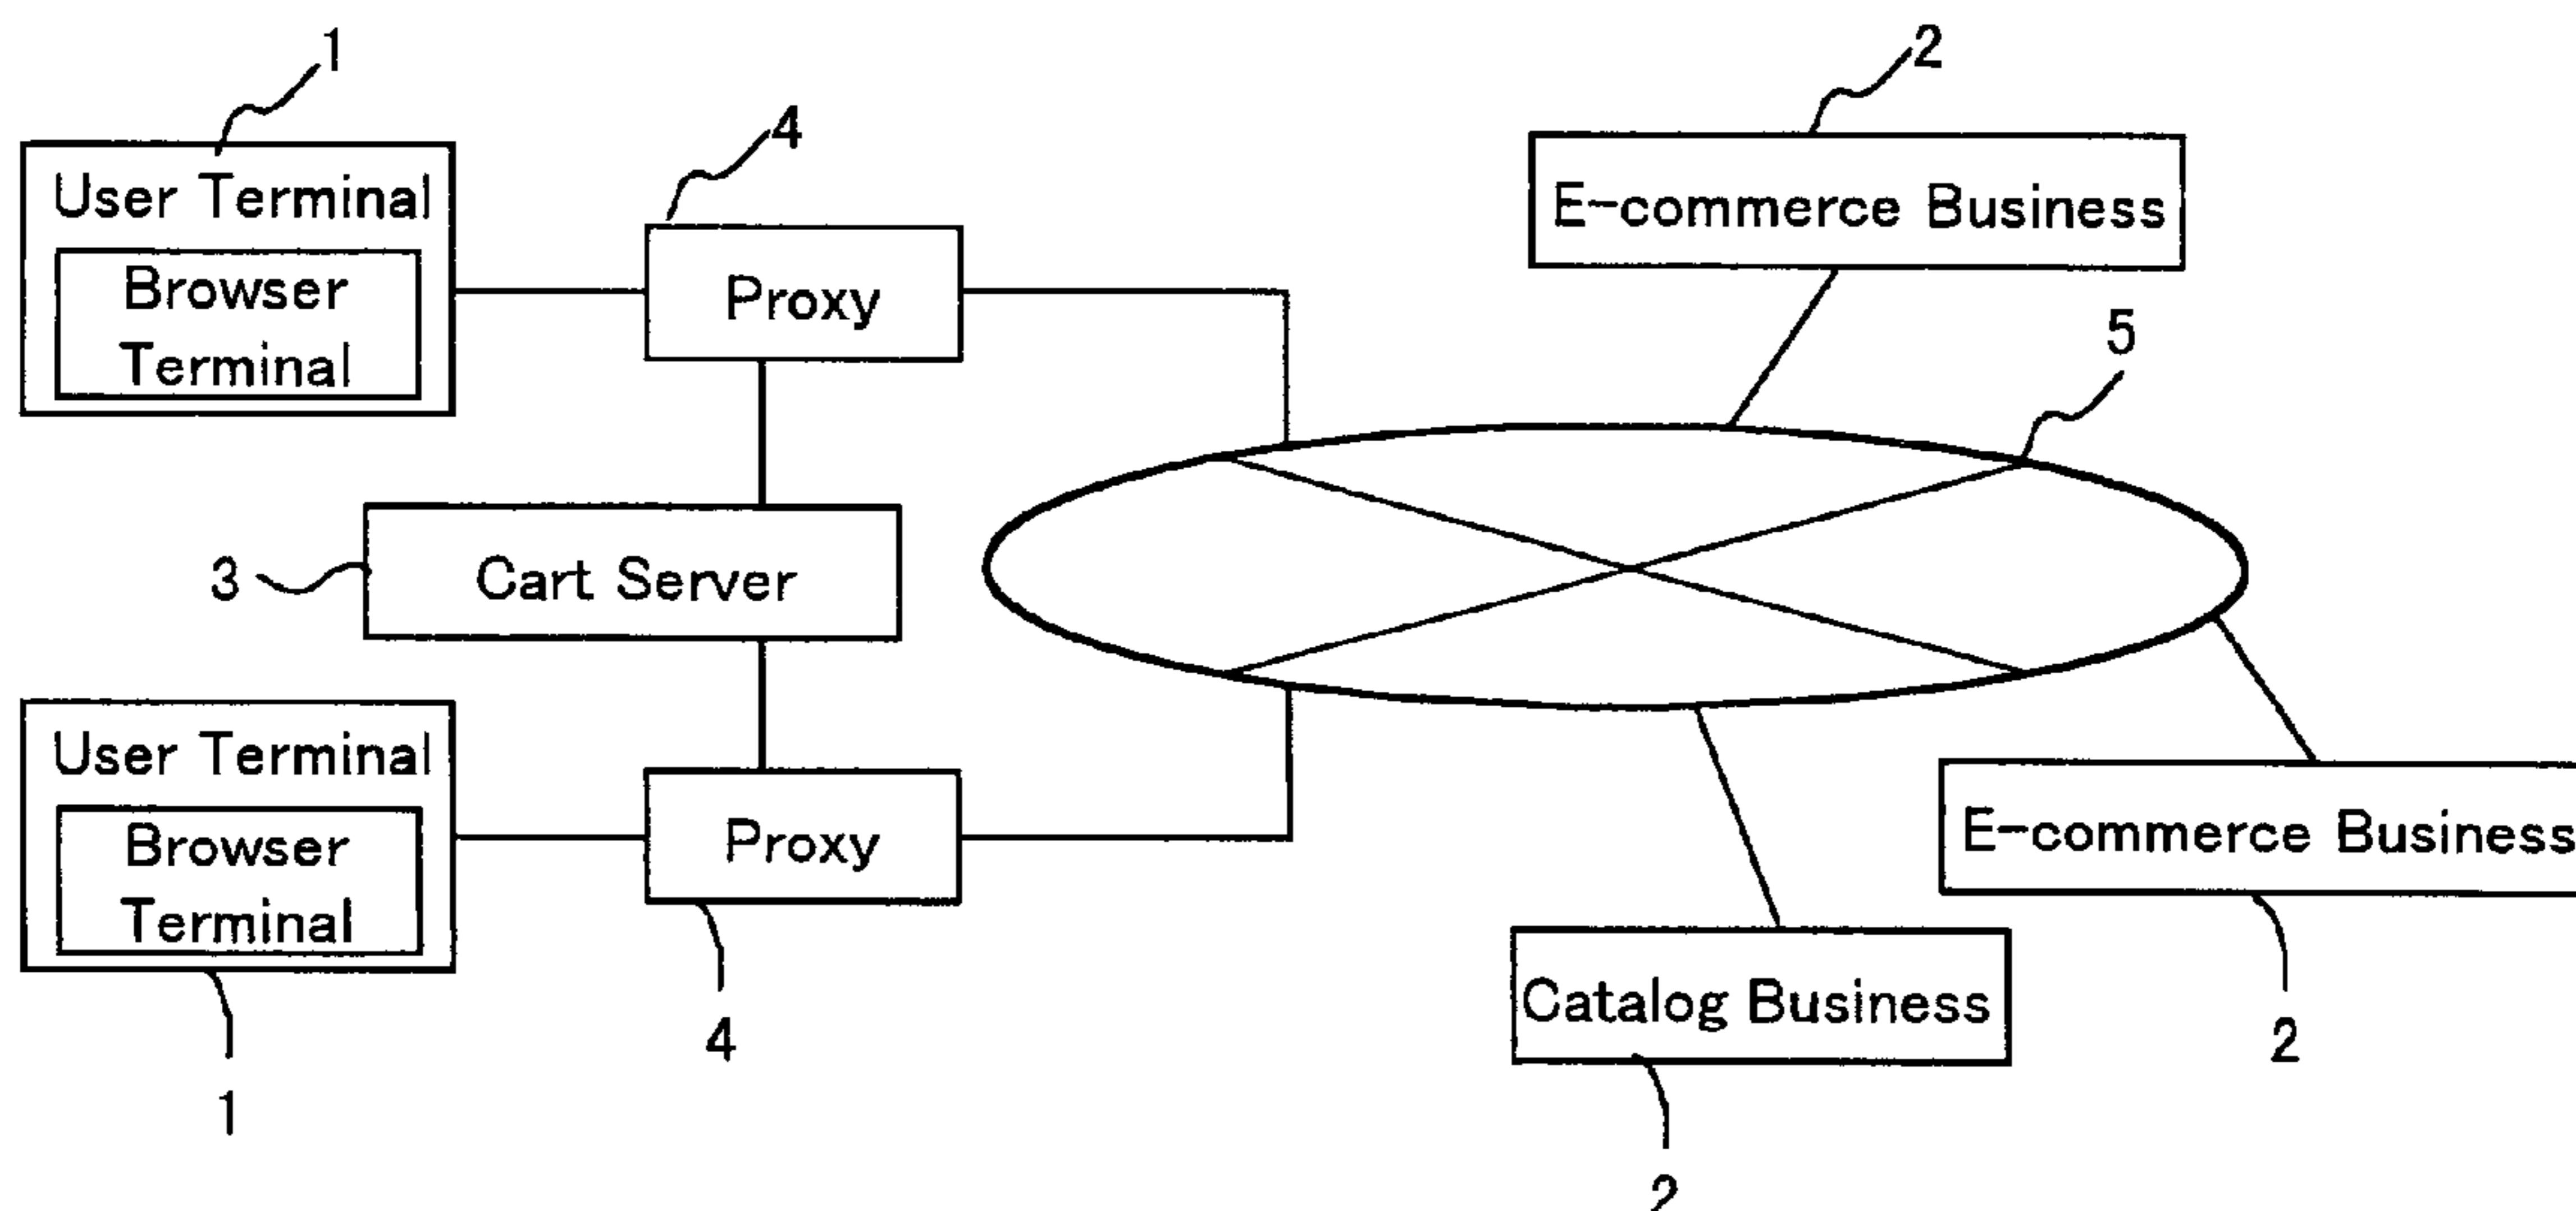 1
2
4
User Terminal
E-commerce Business
Browser
Terminal
Proxy
5
3
Cart Server
User Terminal
Browser
Terminal
Proxy
E-commerce Business
Catalog Business
4
2
1
2